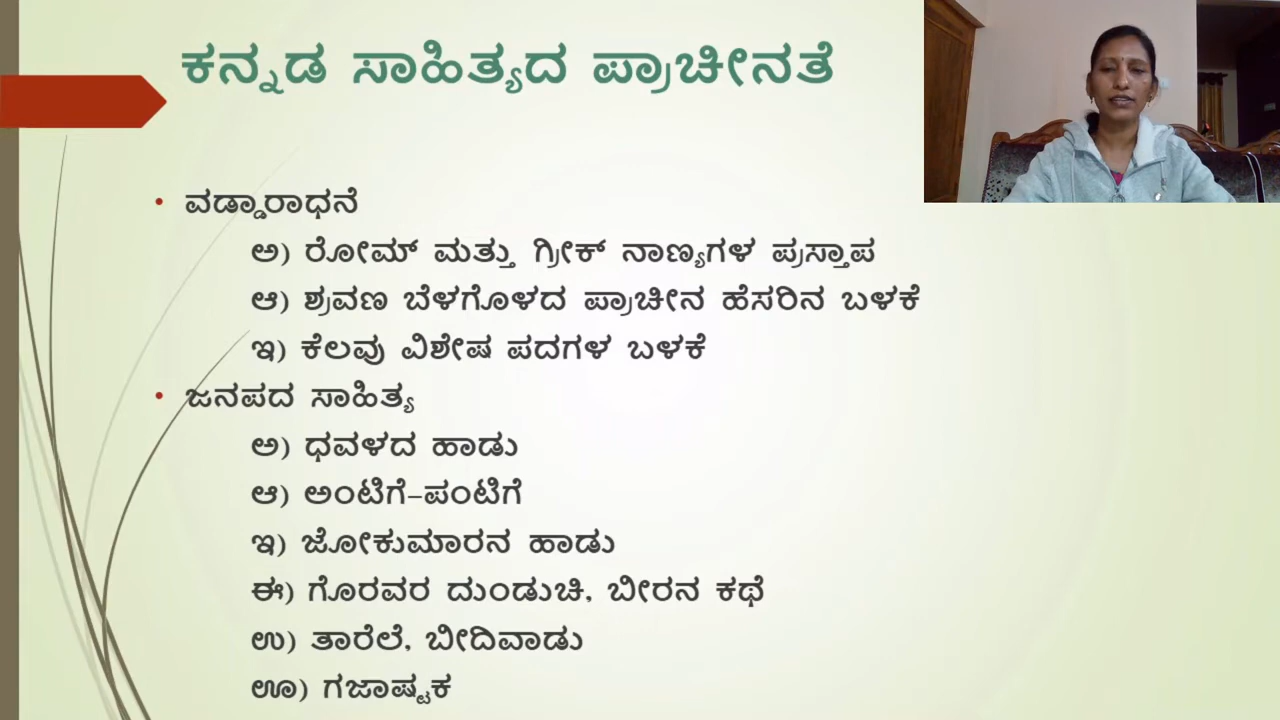 ಕನ್ನಡ ಸಾಹಿತ್ಯದ ಪ್ರಾಚೀನತೆ
• ವಡ್ಡಾರಾಧನೆ
ಅ) ರೋಮ್ ಮತ್ತು ಗ್ರೀಕ್ ನಾಣ್ಯಗಳ ಪ್ರಸ್ತಾಪ
ಆ) ಶ್ರವಣ ಬೆಳಗೊಳದ ಪ್ರಾಚೀನ ಹೆಸರಿನ ಬಳಕೆ
ಇ) ಕೆಲವು ವಿಶೇಷ ಪದಗಳ ಬಳಕೆ
• ಜನಪದ ಸಾಹಿತ್ಯ
ಅ) ಧವಳದ ಹಾಡು
ಆ) ಅಂಟಿಗೆ–ಪಂಟಿಗೆ
ಇ) ಜೋಕುಮಾರನ ಹಾಡು
ಈ) ಗೊರವರ ದುಂಡುಚಿ, ಬೀರನ ಕಥೆ
ಉ) ತಾರೆಲೆ, ಬೀದಿವಾಡು
ಊ) ಗಜಾಷ್ಟಕ